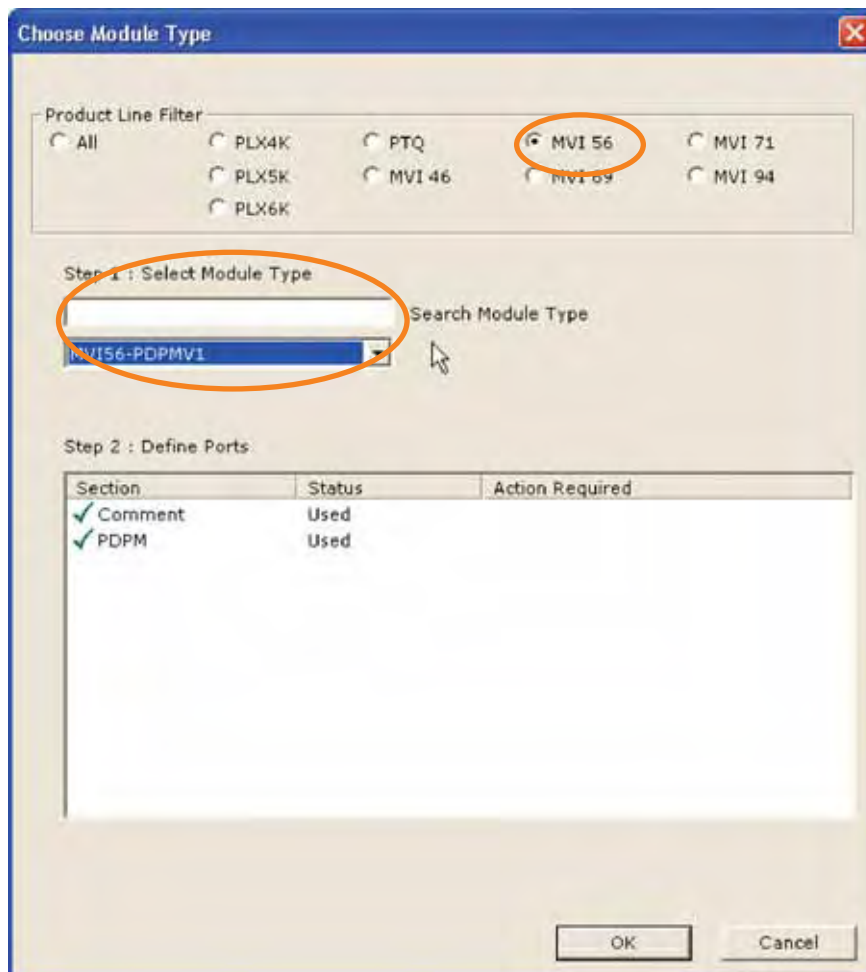 Choose Module Type
Product Line Filter
All PLX4K PTQ MVI 56 MVI 71
PLX5K MVI 46 MVI 69 MVI 94
PLX6K
Step 1 : Select Module Type
Search Module Type
MVI56-PDPMV1
Step 2 : Define Ports
Section Status Action Required
Comment Used
PDPM Used
OK Cancel